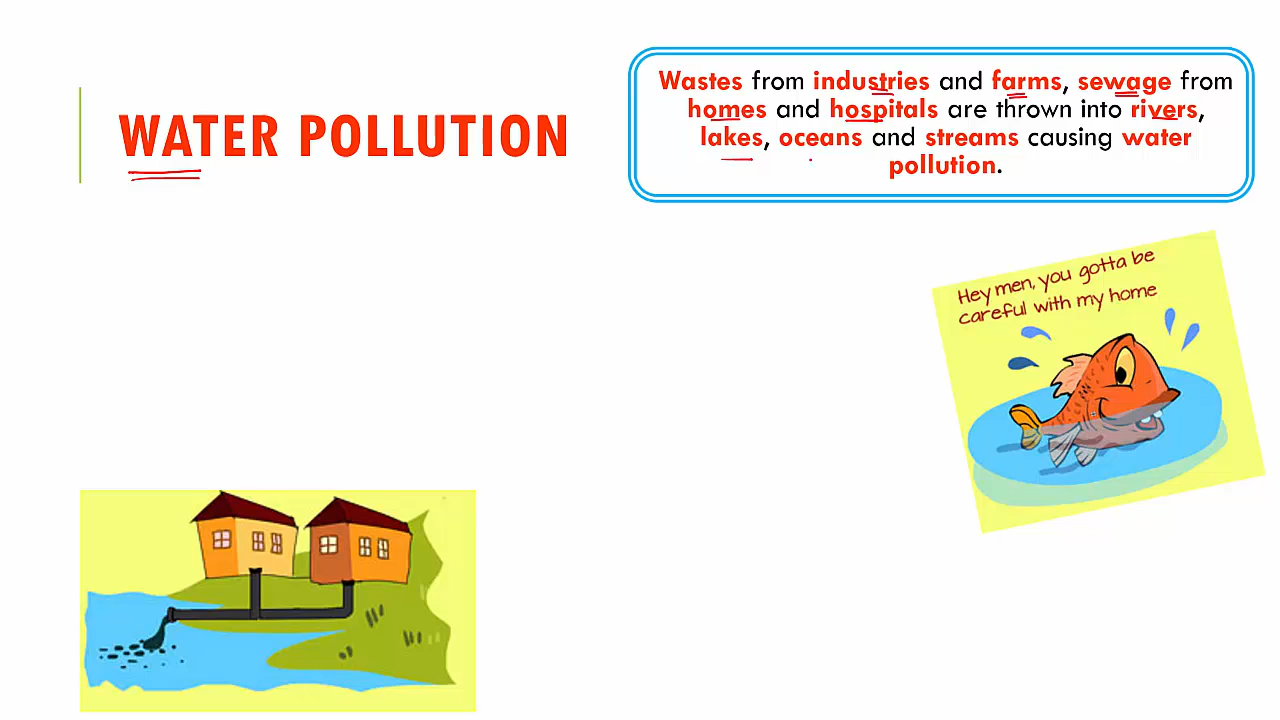 WATER POLLUTION
Wastes from industries and farms, sewage from
homes and hospitals are thrown into rivers,
lakes, oceans and streams causing water
pollution.
Hey men, you gotta be
careful with my home